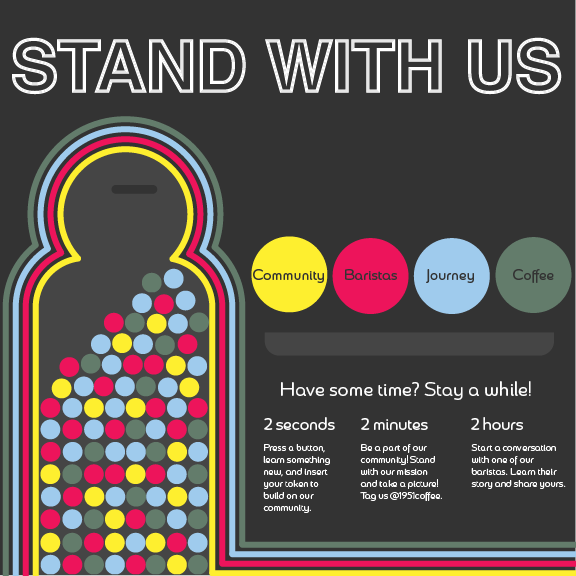 STAND WITH US
Community Baristas Journey Coffee
Have some time? Stay a while!
2 seconds
Press a button,
learn something
new, and insert
your token to
build on our
community.
2 minutes
Be a part of our
community! Stand
with our mission
and take a picture!
Tag us @1951coffee.
2 hours
Start a conversation
with one of our
baristas. Learn their
story and share yours.